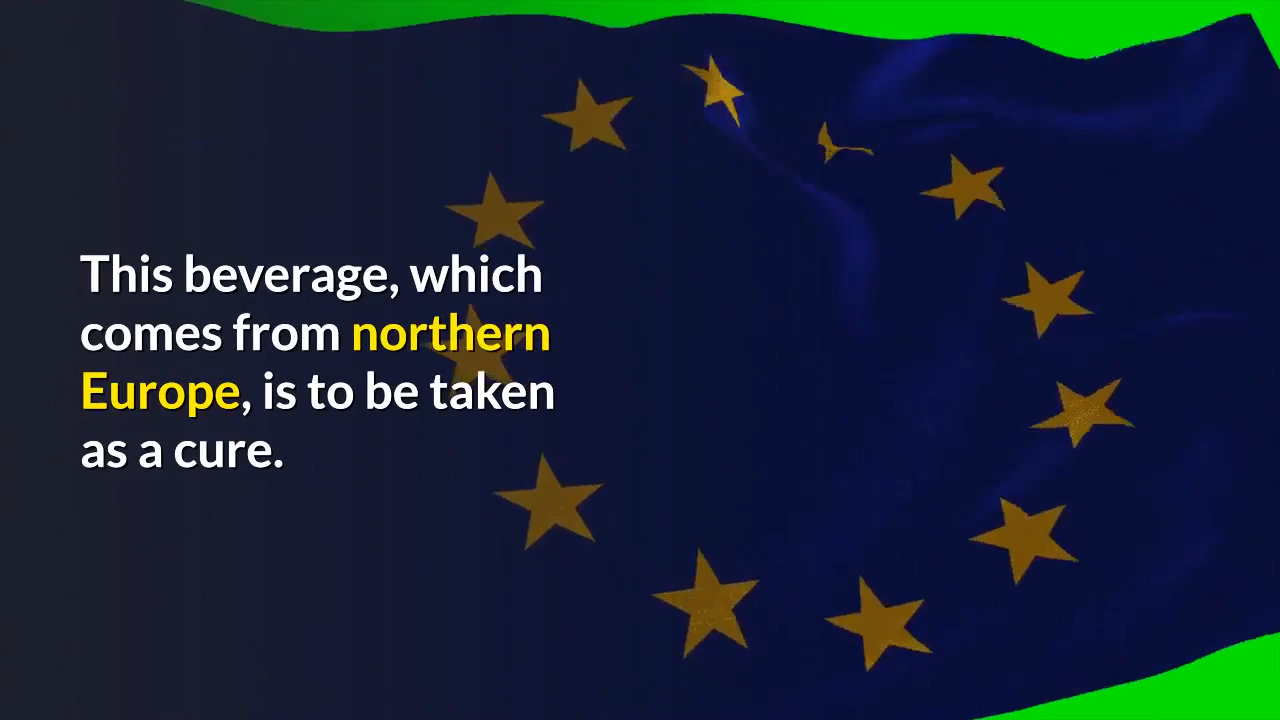 This beverage, which
comes from northern
Europe, is to be taken
as a cure.